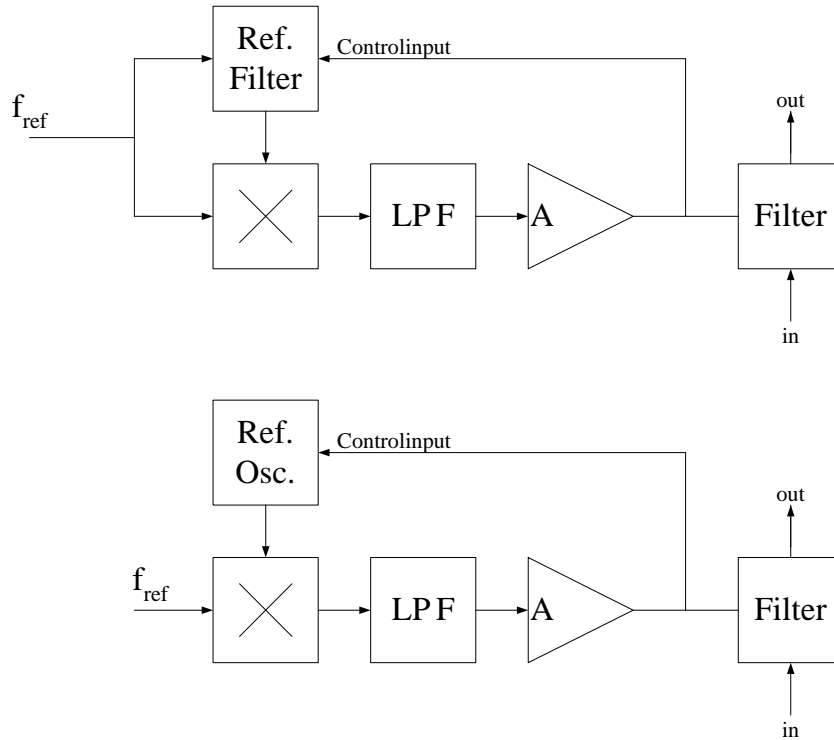 Ref.
Filter
Controlinput
f_ref
out
LPF
A
Filter
in
Ref.
Osc.
Controlinput
out
f_ref
LPF
A
Filter
in